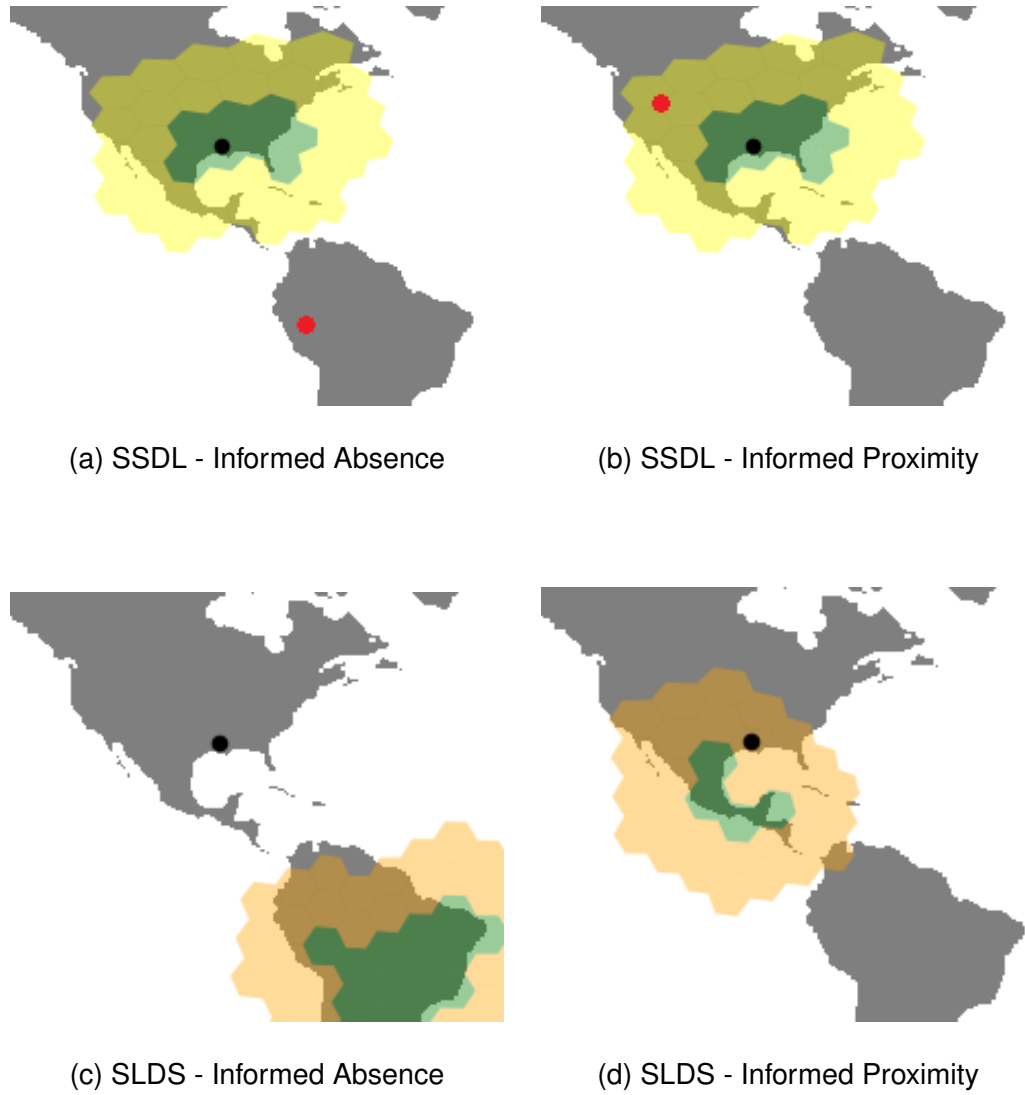 (a) SSDL - Informed Absence
(b) SSDL - Informed Proximity
(c) SLDS - Informed Absence
(d) SLDS - Informed Proximity